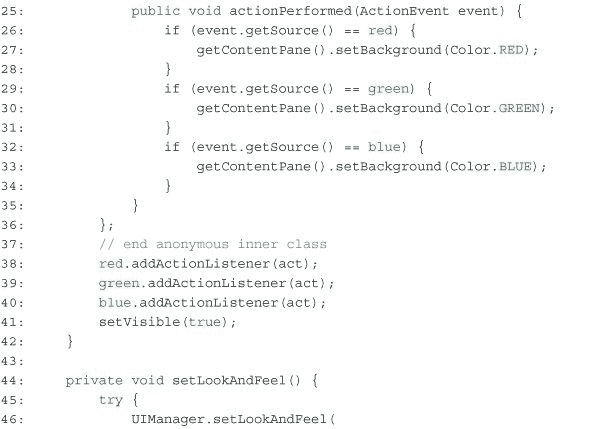 25:             public void actionPerformed(ActionEvent event) {
26:                 if (event.getSource() == red) {
27:                     getContentPane().setBackground(Color.RED);
28:                 }
29:                 if (event.getSource() == green) {
30:                     getContentPane().setBackground(Color.GREEN);
31:                 }
32:                 if (event.getSource() == blue) {
33:                     getContentPane().setBackground(Color.BLUE);
34:                 }
35:             }
36:         };
37:         // end anonymous inner class
38:         red.addActionListener(act);
39:         green.addActionListener(act);
40:         blue.addActionListener(act);
41:         setVisible(true);
42:     }
43:
44:     private void setLookAndFeel() {
45:         try {
46:             UIManager.setLookAndFeel(